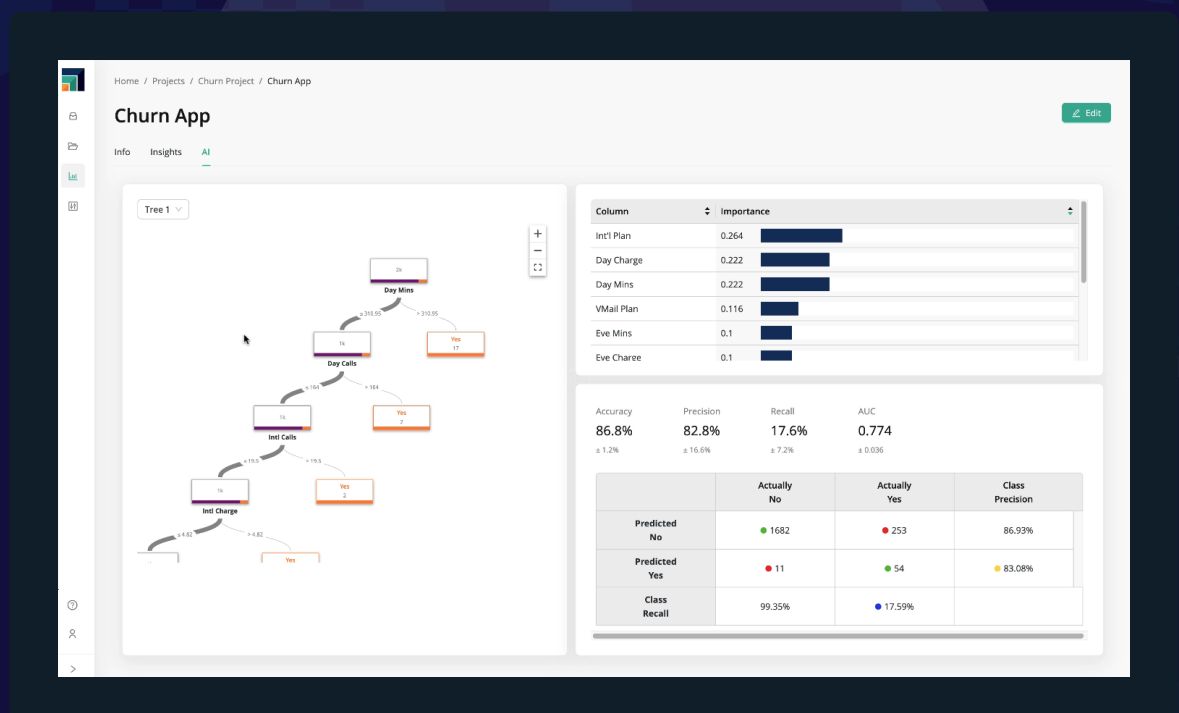 Home / Projects / Churn Project / Churn App
Churn App
Edit
Info Insights AI
Tree 1
2k
Day Mins
≤ 310.95 > 310.95
1k
Day Calls
Yes
17
≤ 164 > 164
1k
Intl Calls
Yes
2
≤ 19.5 > 19.5
1k
Intl Charge
Yes
2
≤ 4.82 > 4.82
Yes
Column Importance
Int'l Plan 0.264
Day Charge 0.222
Day Mins 0.222
VMail Plan 0.116
Eve Mins 0.1
Eve Charge 0.1
Accuracy Precision Recall AUC
86.8% 82.8% 17.6% 0.774
± 1.2% ± 16.6% ± 7.2% ± 0.036
Actually Actually Class
No Yes Precision
Predicted
No
1682 253 86.93%
Predicted
Yes
11 54 83.08%
Class
Recall
99.35% 17.59%